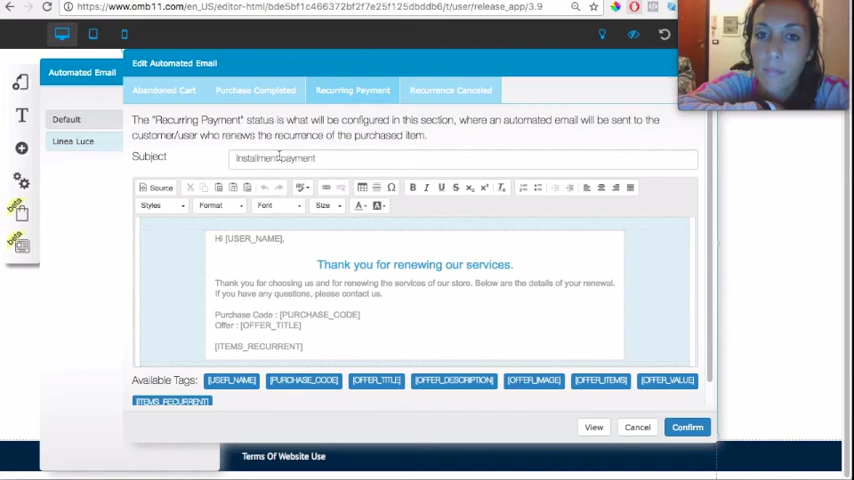 https://www.omb11.com/en_US/editor-html/bde5bf1c466372bf2f7e25f125dbddb6/t/user/release_app/3.9
Automated Email
Edit Automated Email
Abandoned Cart
Purchase Completed
Recurring Payment
Recurrence Canceled
Default
Linea Luce
The "Recurring Payment" status is what will be configured in this section, where an automated email will be sent to the
customer/user who renews the recurrence of the purchased item.
Subject
Installment payment
Source
Styles
Format
Font
Size
Hi [USER_NAME],
Thank you for renewing our services.
Thank you for choosing us and for renewing the services of our store. Below are the details of your renewal.
If you have any questions, please contact us.
Purchase Code : [PURCHASE_CODE]
Offer : [OFFER_TITLE]
[ITEMS_RECURRENT]
Available Tags:
[USER_NAME]
[PURCHASE_CODE]
[OFFER_TITLE]
[OFFER_DESCRIPTION]
[OFFER_IMAGE]
[OFFER_ITEMS]
[OFFER_VALUE]
[ITEMS_RECURRENT]
View
Cancel
Confirm
Terms Of Website Use
beta
beta